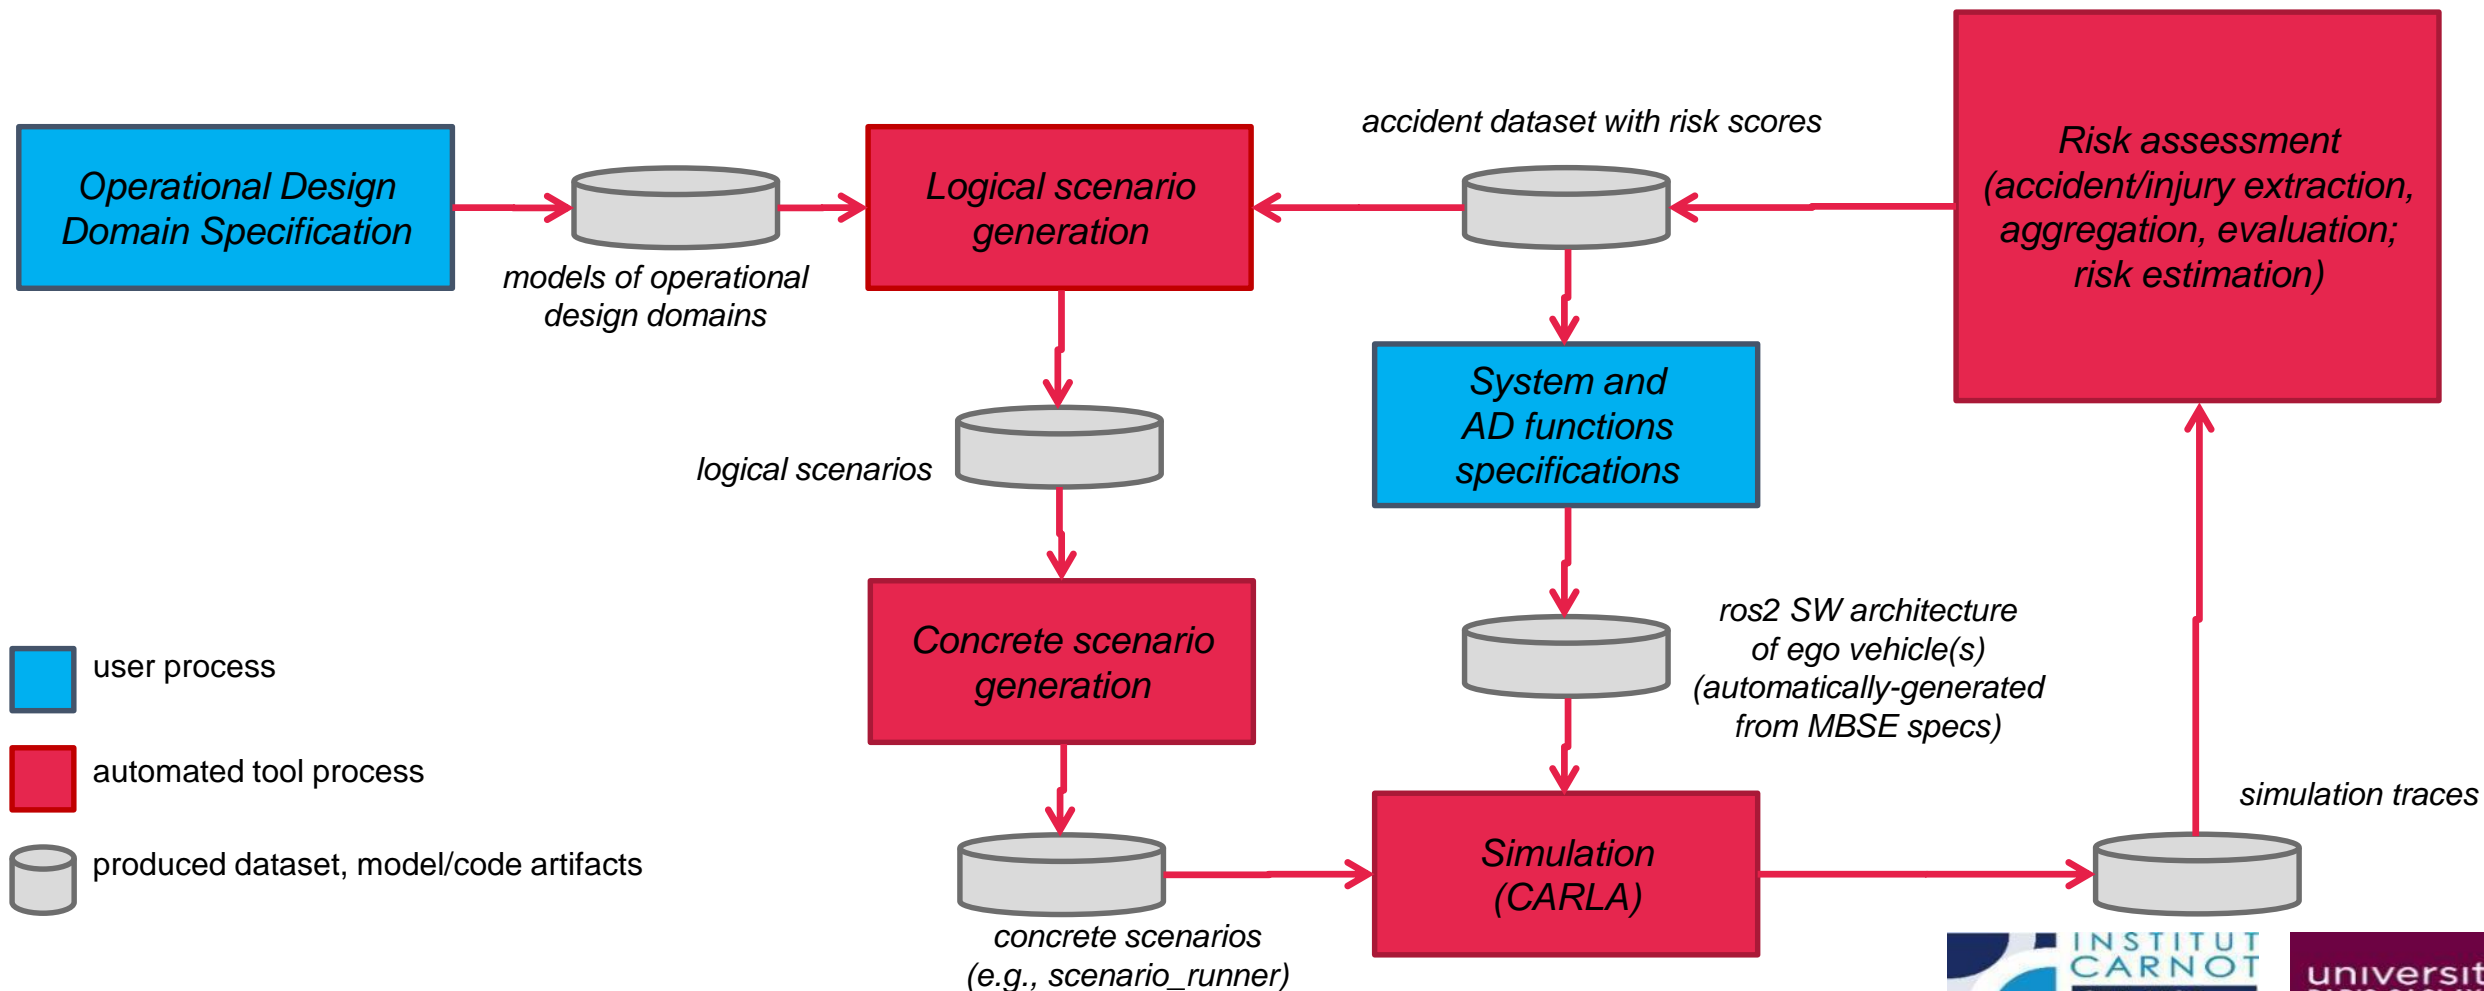 Operational Design
Domain Specification
models of operational
design domains
Logical scenario
generation
accident dataset with risk scores
Risk assessment
(accident/injury extraction,
aggregation, evaluation;
risk estimation)
System and
AD functions
specifications
logical scenarios
Concrete scenario
generation
ros2 SW architecture
of ego vehicle(s)
(automatically-generated
from MBSE specs)
user process
automated tool process
produced dataset, model/code artifacts
Simulation
(CARLA)
simulation traces
concrete scenarios
(e.g., scenario_runner)
INSTITUT
CARNOT
universit